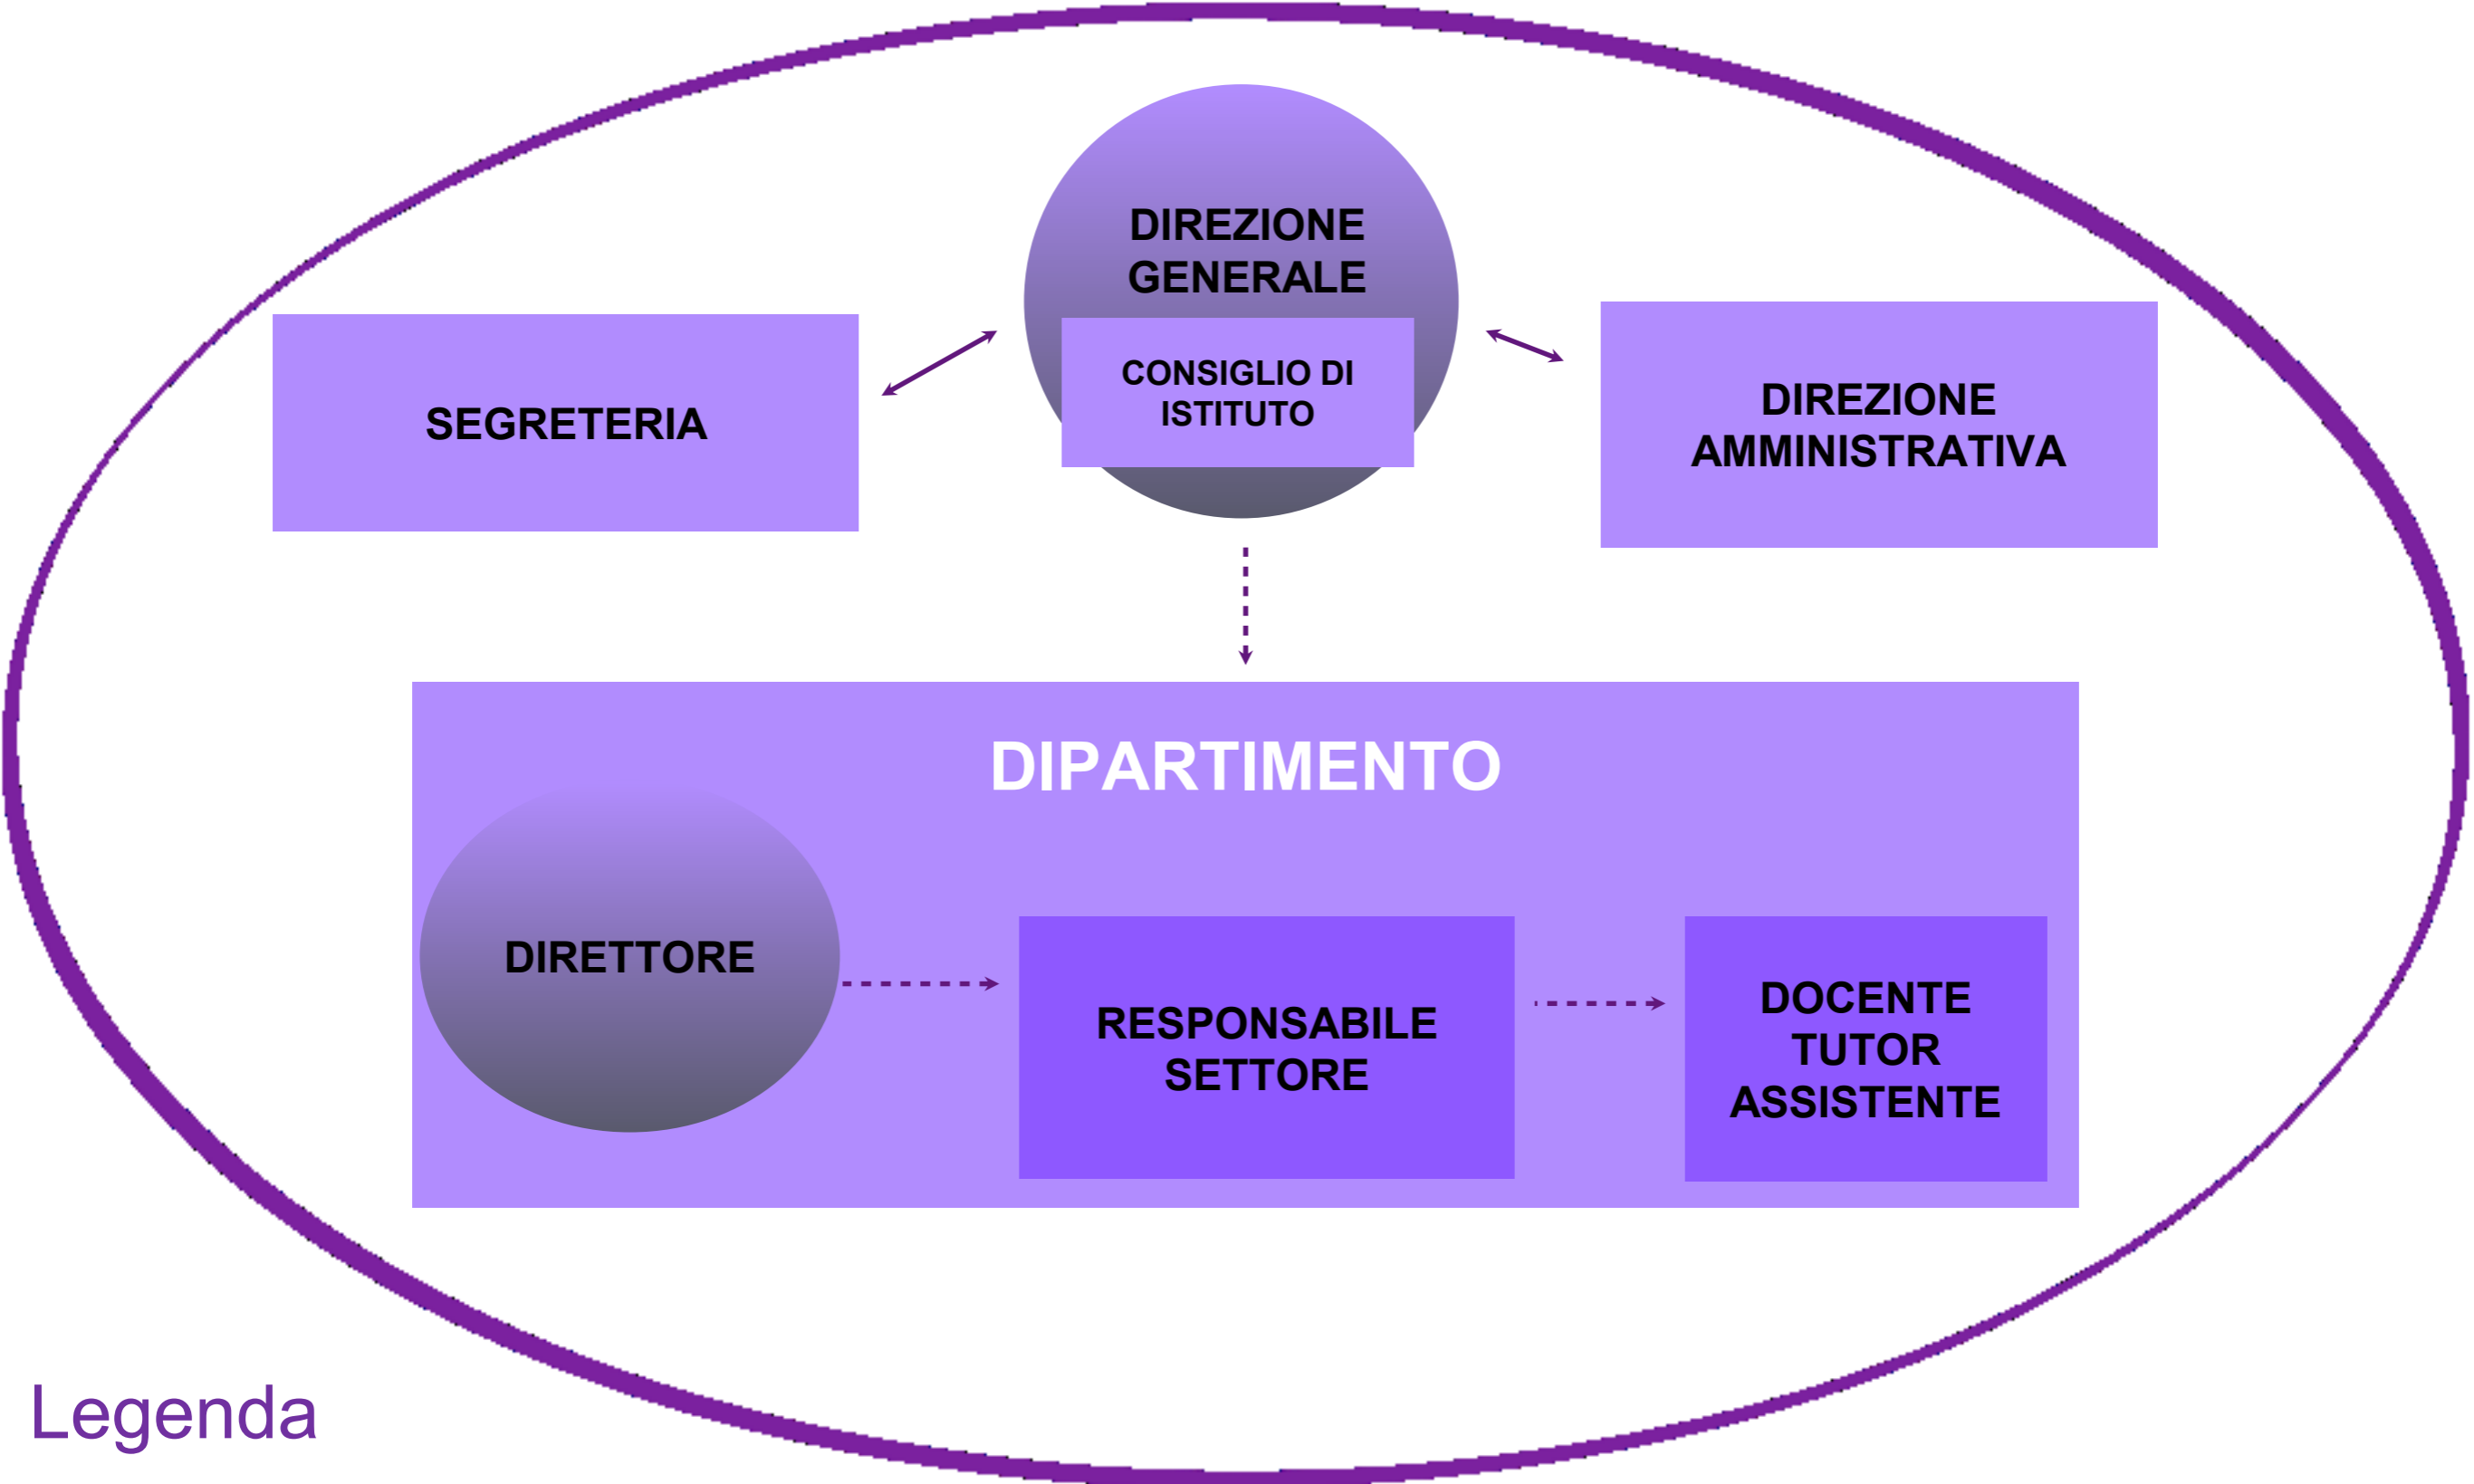 DIREZIONE
GENERALE
CONSIGLIO DI
ISTITUTO
SEGRETERIA
DIREZIONE
AMMINISTRATIVA
DIPARTIMENTO
DIRETTORE
RESPONSABILE
SETTORE
DOCENTE
TUTOR
ASSISTENTE
Legenda